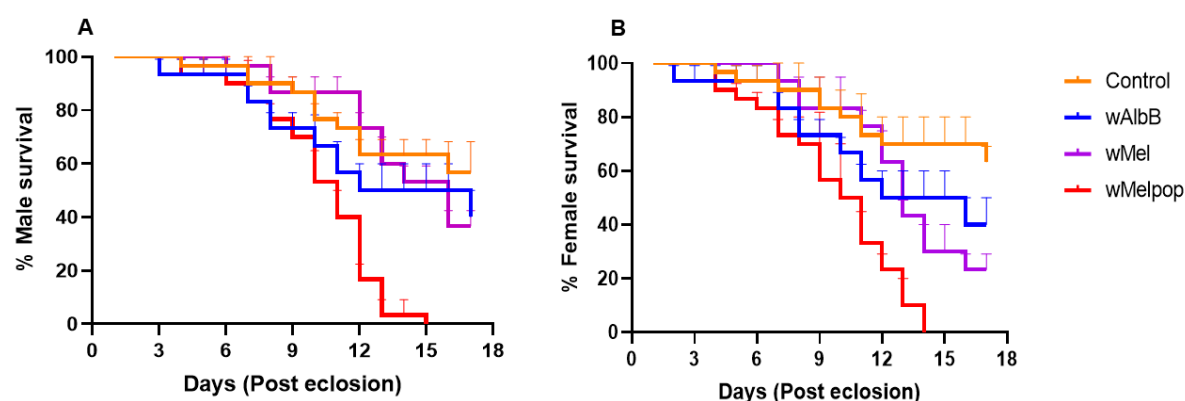 A
% Male survival
100
80
60
40
20
0
0 3 6 9 12 15 18
Days (Post eclosion)
B
% Female survival
100
80
60
40
20
0
0 3 6 9 12 15 18
Days (Post eclosion)
Control
wAlbB
wMel
wMelpop